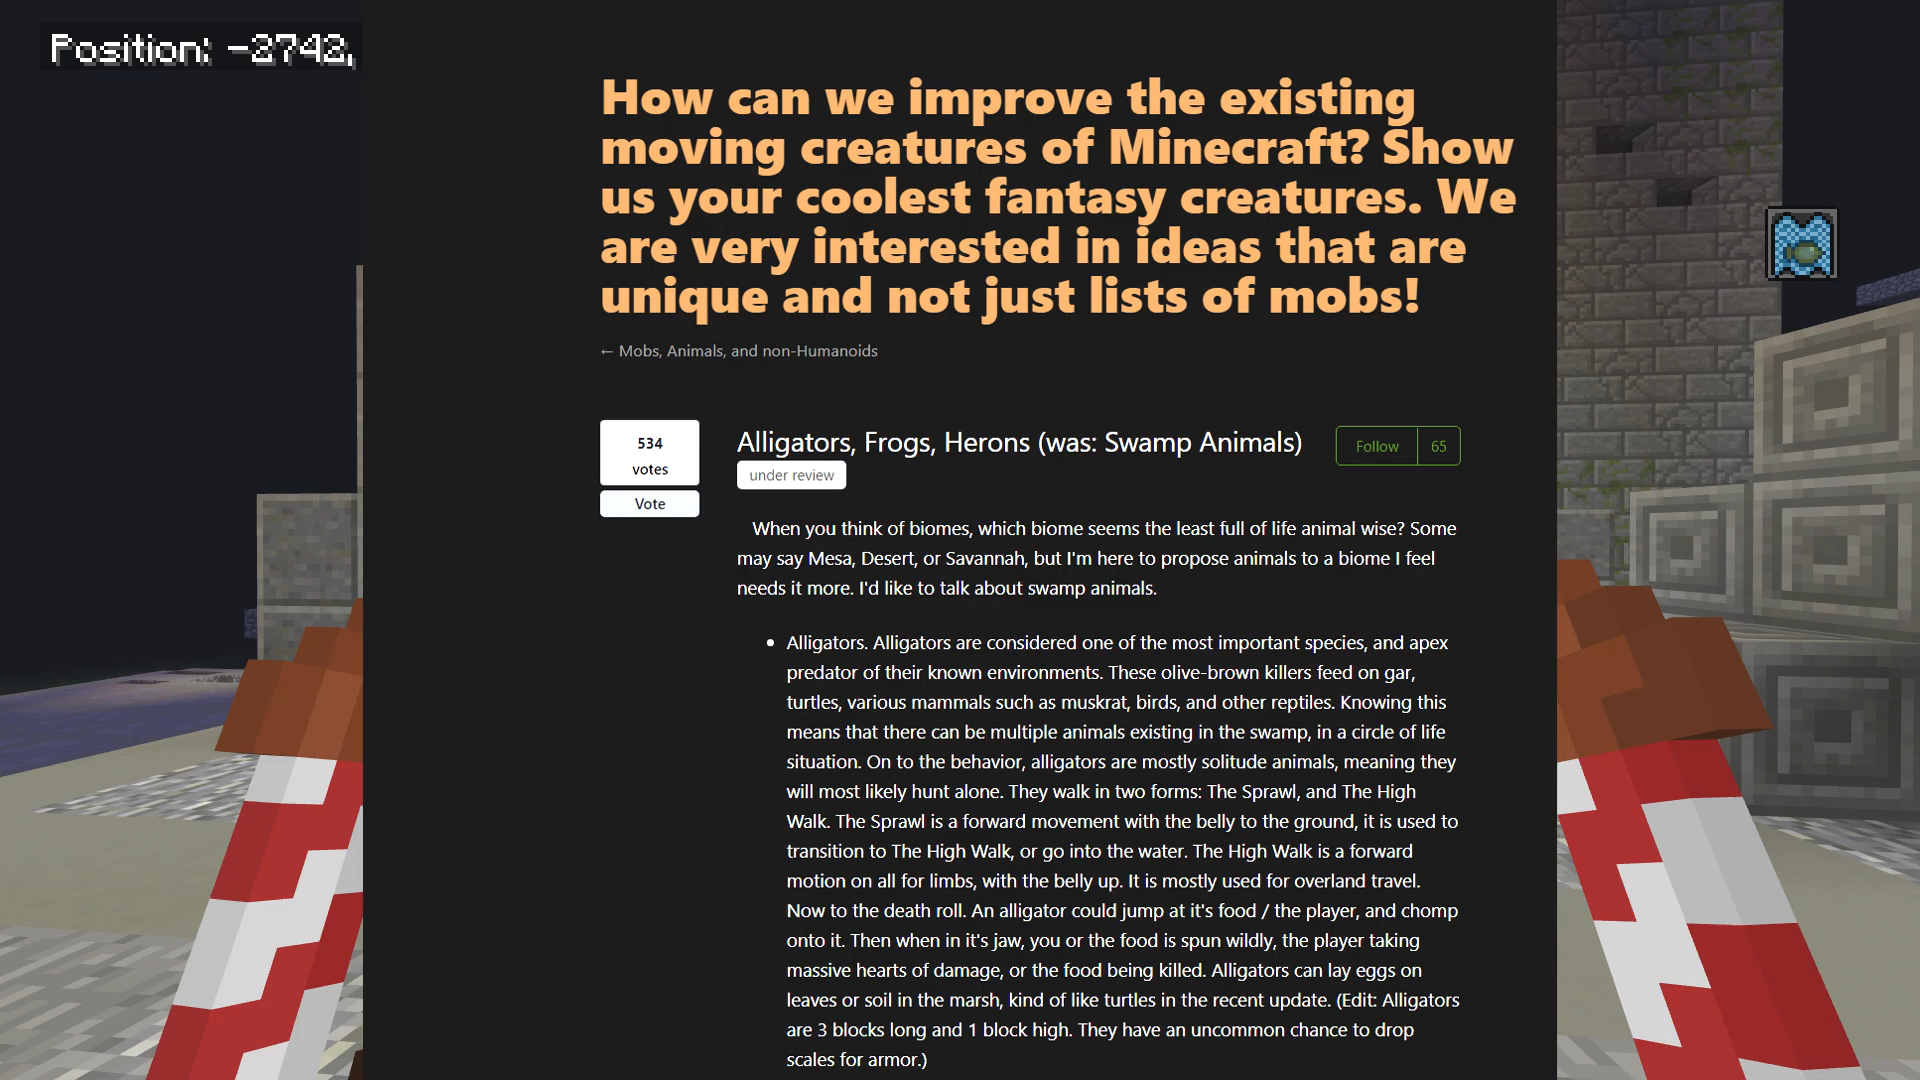 Position: -2742,
How can we improve the existing
moving creatures of Minecraft? Show
us your coolest fantasy creatures. We
are very interested in ideas that are
unique and not just lists of mobs!
← Mobs, Animals, and non-Humanoids
534
votes
Vote
Alligators, Frogs, Herons (was: Swamp Animals)
Follow 65
under review
When you think of biomes, which biome seems the least full of life animal wise? Some
may say Mesa, Desert, or Savannah, but I'm here to propose animals to a biome I feel
needs it more. I'd like to talk about swamp animals.
• Alligators. Alligators are considered one of the most important species, and apex
predator of their known environments. These olive-brown killers feed on gar,
turtles, various mammals such as muskrat, birds, and other reptiles. Knowing this
means that there can be multiple animals existing in the swamp, in a circle of life
situation. On to the behavior, alligators are mostly solitude animals, meaning they
will most likely hunt alone. They walk in two forms: The Sprawl, and The High
Walk. The Sprawl is a forward movement with the belly to the ground, it is used to
transition to The High Walk, or go into the water. The High Walk is a forward
motion on all for limbs, with the belly up. It is mostly used for overland travel.
Now to the death roll. An alligator could jump at it's food / the player, and chomp
onto it. Then when in it's jaw, you or the food is spun wildly, the player taking
massive hearts of damage, or the food being killed. Alligators can lay eggs on
leaves or soil in the marsh, kind of like turtles in the recent update. (Edit: Alligators
are 3 blocks long and 1 block high. They have an uncommon chance to drop
scales for armor.)